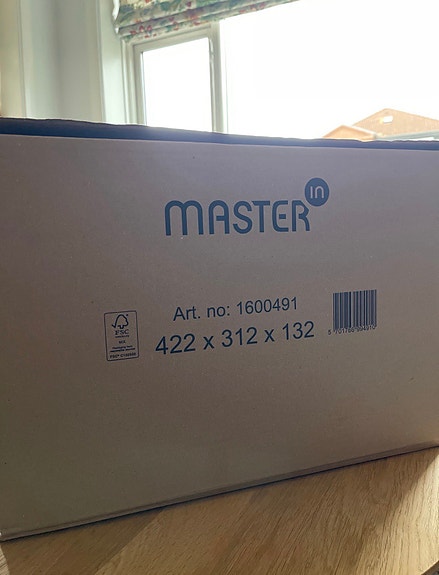 MASTER in
Art. no: 1600491
422 x 312 x 132
FSC